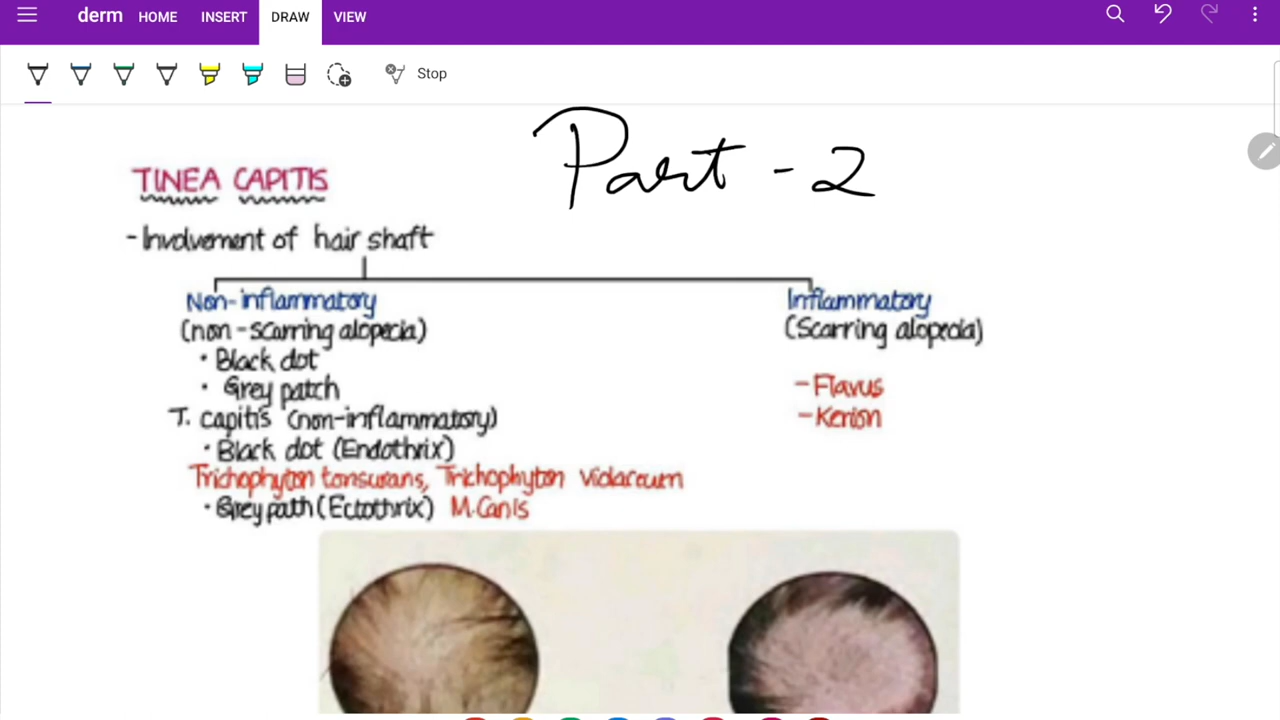 derm HOME INSERT DRAW VIEW
Stop
Part - 2
TINEA CAPITIS
- Involvement of hair shaft
Non-inflammatory
(non-scarring alopecia)
• Black dot
• Grey patch
T. capitis (non-inflammatory)
• Black dot (Endothrix)
Trichophyton tonsurans, Trichophyton violaceum
• Grey path (Ectothrix) M.Canis
Inflammatory
(Scarring alopecia)
- Flavus
- Kerion